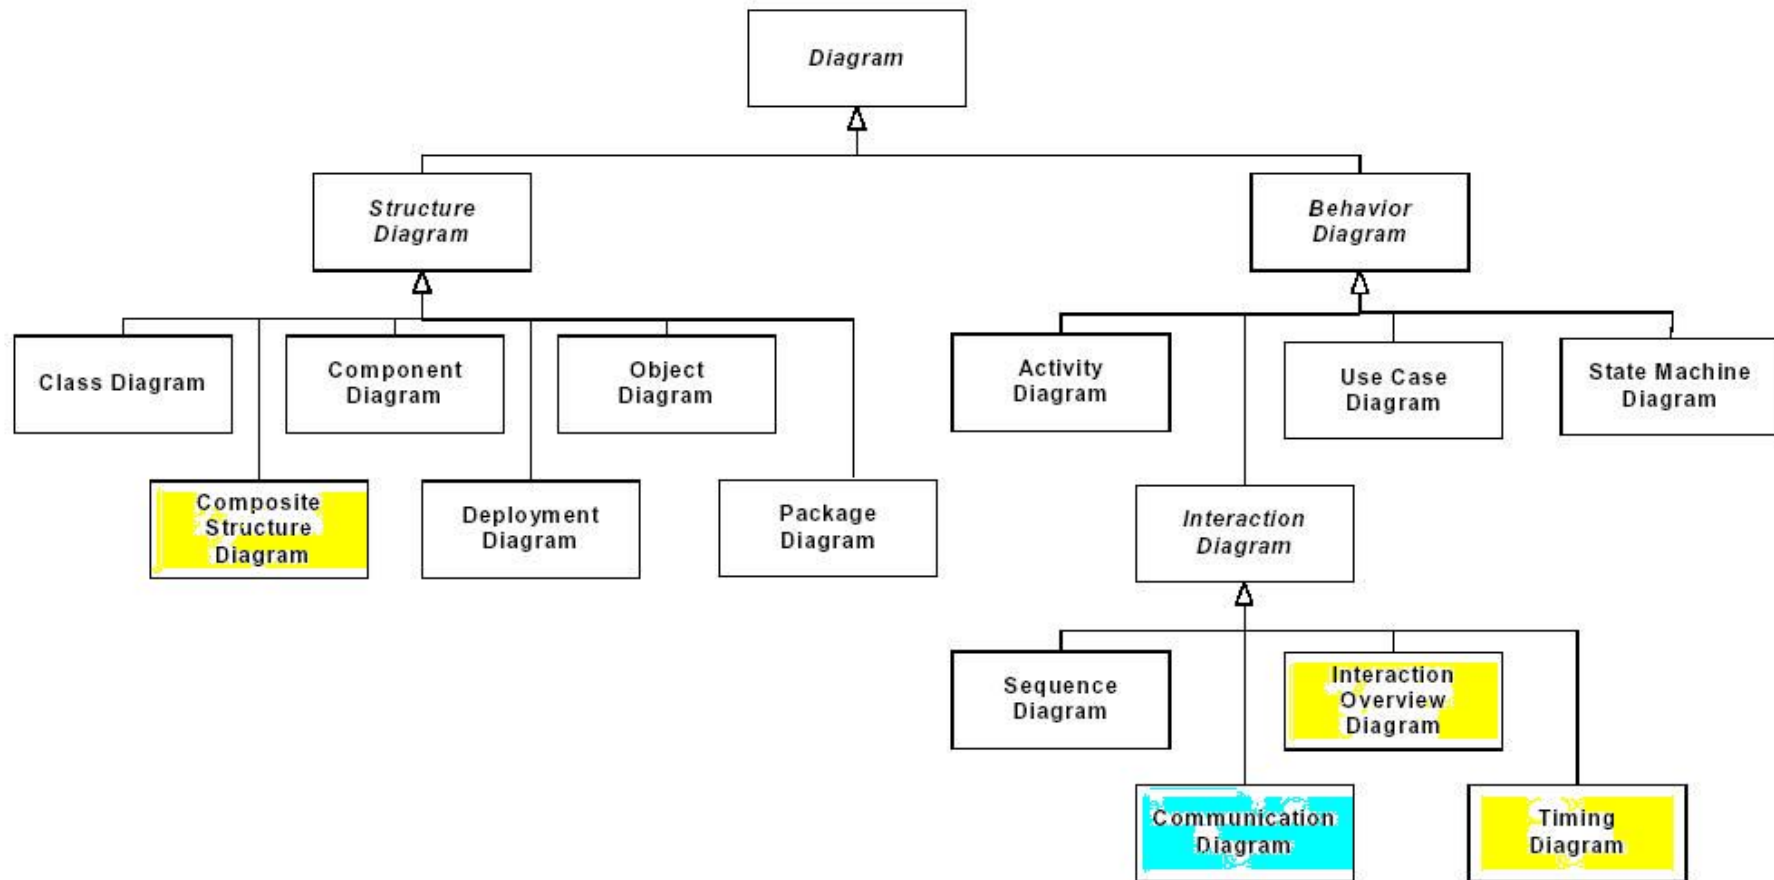 Diagram
Structure
Diagram
Behavior
Diagram
Class Diagram
Component
Diagram
Object
Diagram
Activity
Diagram
Use Case
Diagram
State Machine
Diagram
Composite
Structure
Diagram
Deployment
Diagram
Package
Diagram
Interaction
Diagram
Sequence
Diagram
Interaction
Overview
Diagram
Communication
Diagram
Timing
Diagram